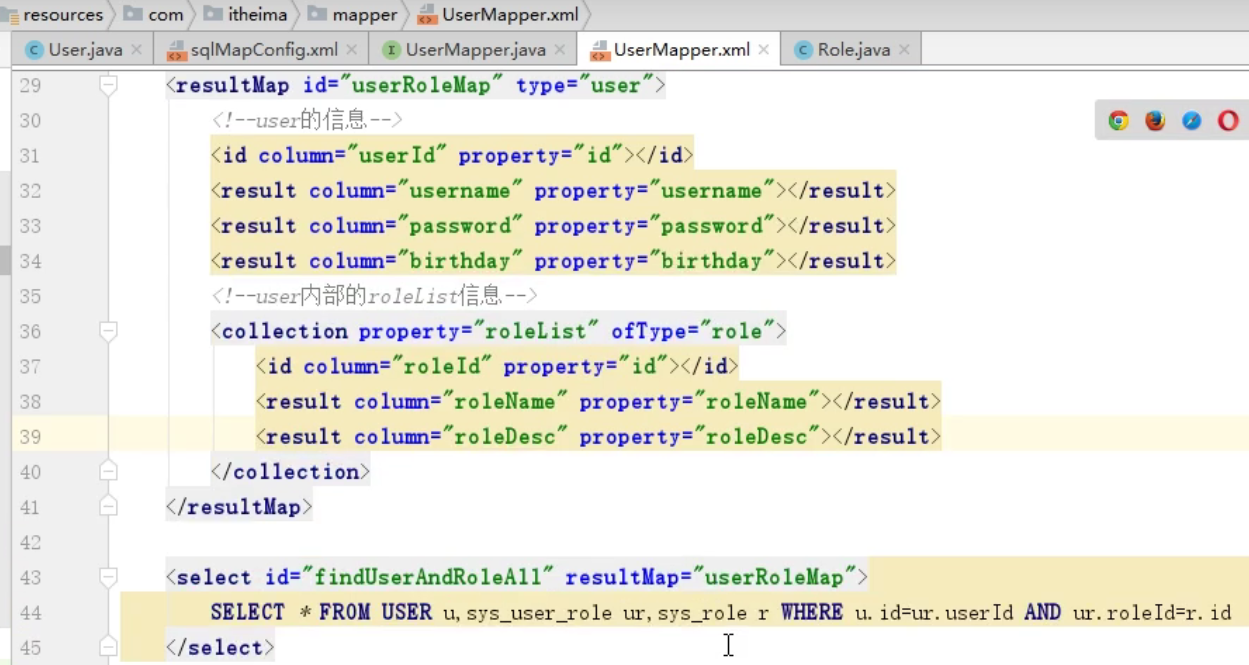 resources com itheima mapper UserMapper.xml
User.java sqlMapConfig.xml UserMapper.java UserMapper.xml Role.java
29 <resultMap id="userRoleMap" type="user">
30 <!--user的信息-->
31 <id column="userId" property="id"></id>
32 <result column="username" property="username"></result>
33 <result column="password" property="password"></result>
34 <result column="birthday" property="birthday"></result>
35 <!--user内部的roleList信息-->
36 <collection property="roleList" ofType="role">
37 <id column="roleId" property="id"></id>
38 <result column="roleName" property="roleName"></result>
39 <result column="roleDesc" property="roleDesc"></result>
40 </collection>
41 </resultMap>
42
43 <select id="findUserAndRoleAll" resultMap="userRoleMap">
44 SELECT * FROM USER u,sys_user_role ur,sys_role r WHERE u.id=ur.userId AND ur.roleId=r.id
45 </select>